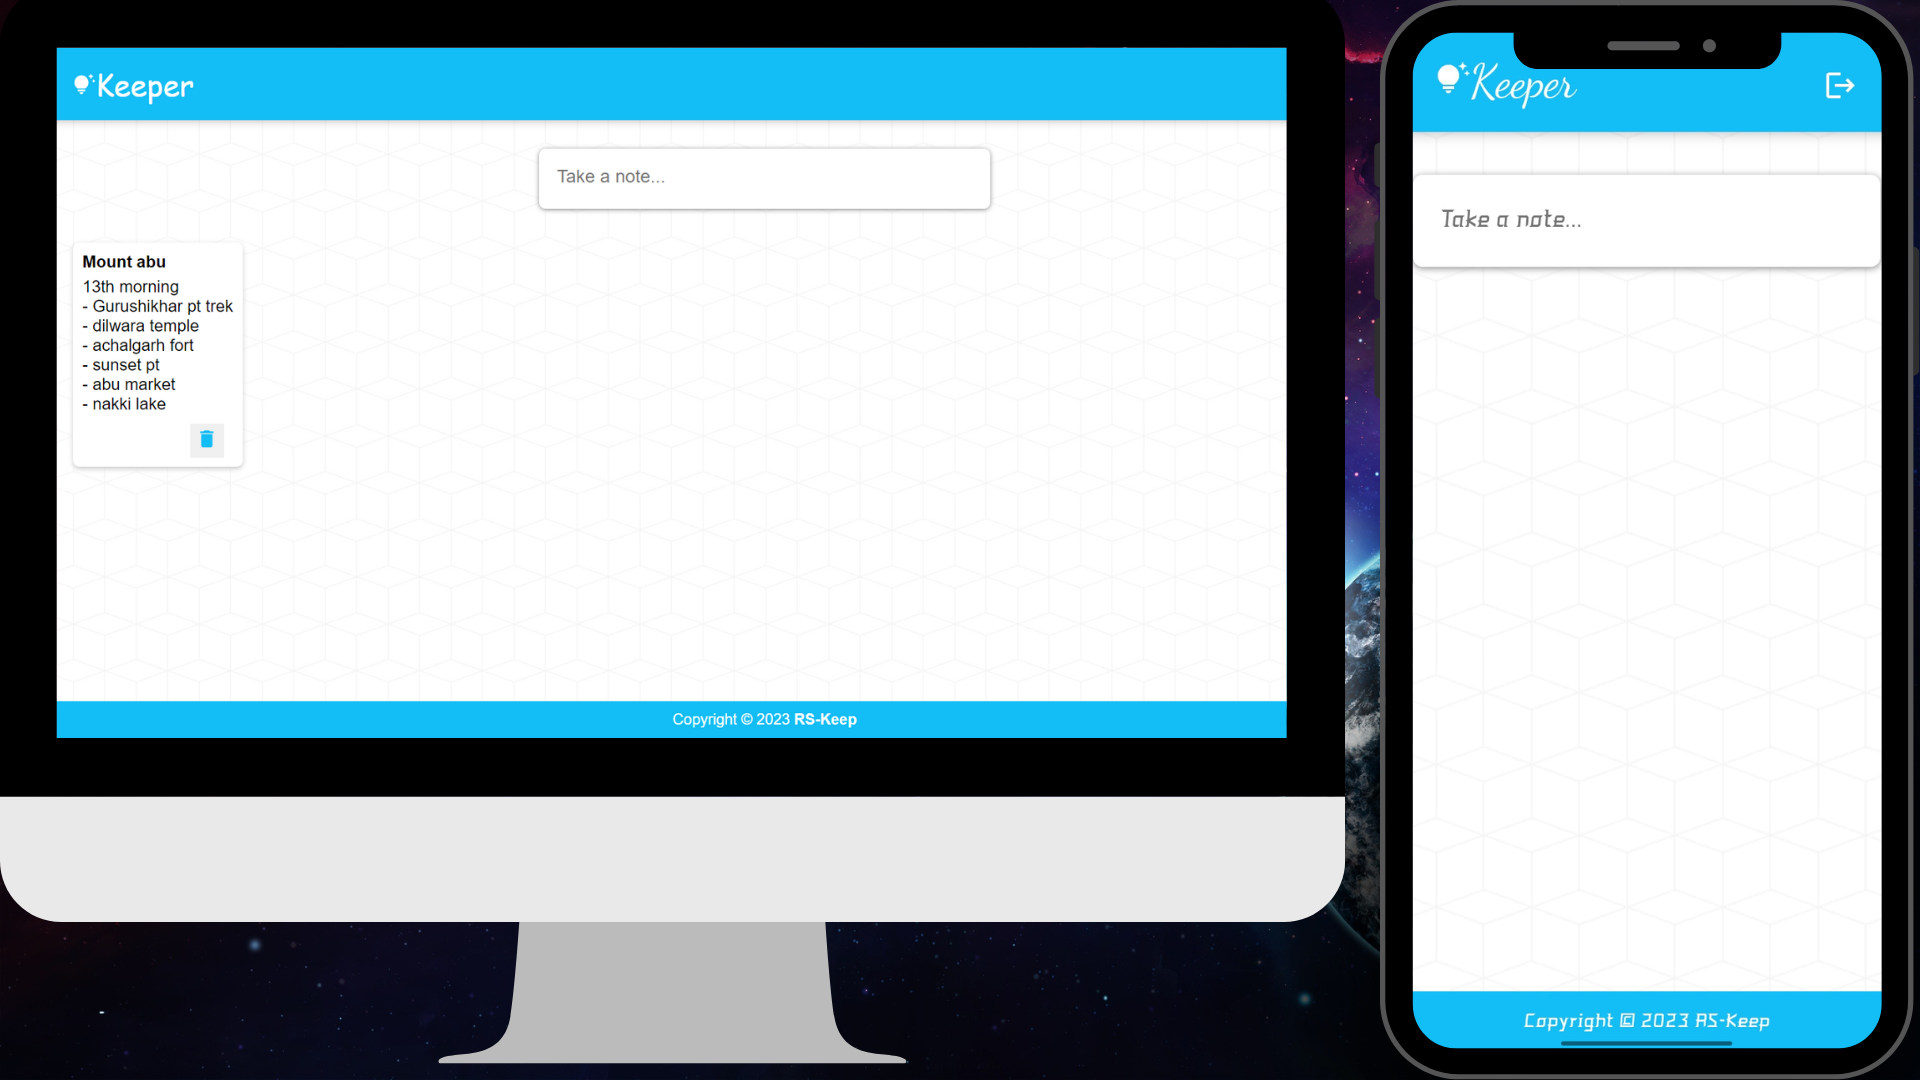 Keeper
Take a note...
Mount abu
13th morning
- Gurushikhar pt trek
- dilwara temple
- achalgarh fort
- sunset pt
- abu market
- nakki lake
Copyright © 2023 RS-Keep
Keeper
Take a note...
Copyright © 2023 RS-Keep